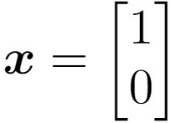 x = [1
0]